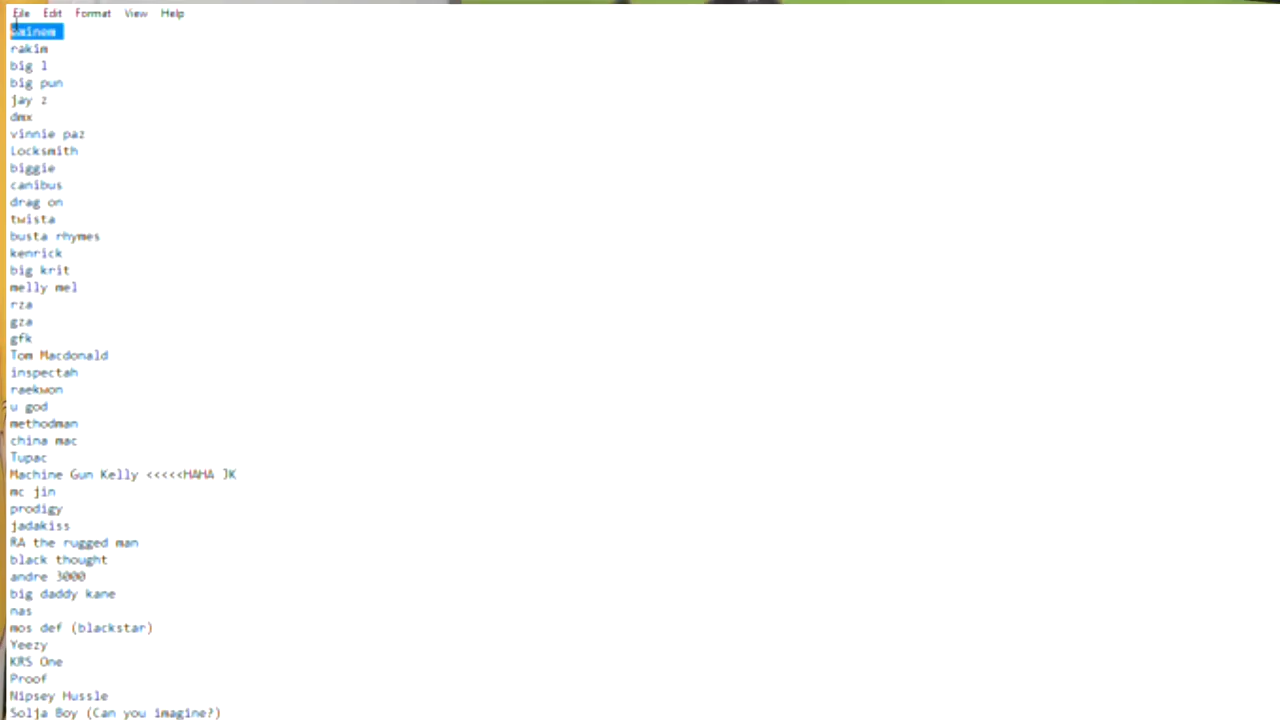 File Edit Format View Help
eminem
rakim
big l
big pun
jay z
dmx
vinnie paz
Locksmith
biggie
canibus
drag on
twista
busta rhymes
kenrick
big krit
melly mel
rza
gza
gfk
Tom Macdonald
inspectah
raekwon
u god
methodman
china mac
Tupac
Machine Gun Kelly <<<<<HAHA JK
mc jin
prodigy
jadakiss
RA the rugged man
black thought
andre 3000
big daddy kane
nas
mos def (blackstar)
Yeezy
KRS One
Proof
Nipsey Hussle
Solja Boy (Can you imagine?)